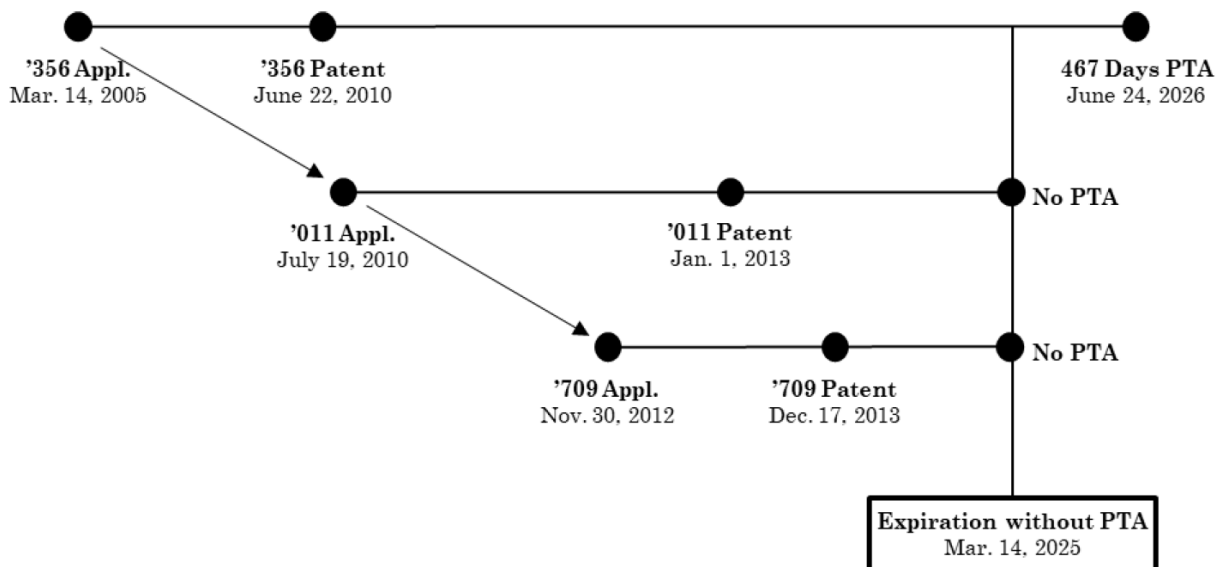 ’356 Appl.
Mar. 14, 2005
’356 Patent
June 22, 2010
467 Days PTA
June 24, 2026
’011 Appl.
July 19, 2010
’011 Patent
Jan. 1, 2013
No PTA
’709 Appl.
Nov. 30, 2012
’709 Patent
Dec. 17, 2013
No PTA
Expiration without PTA
Mar. 14, 2025